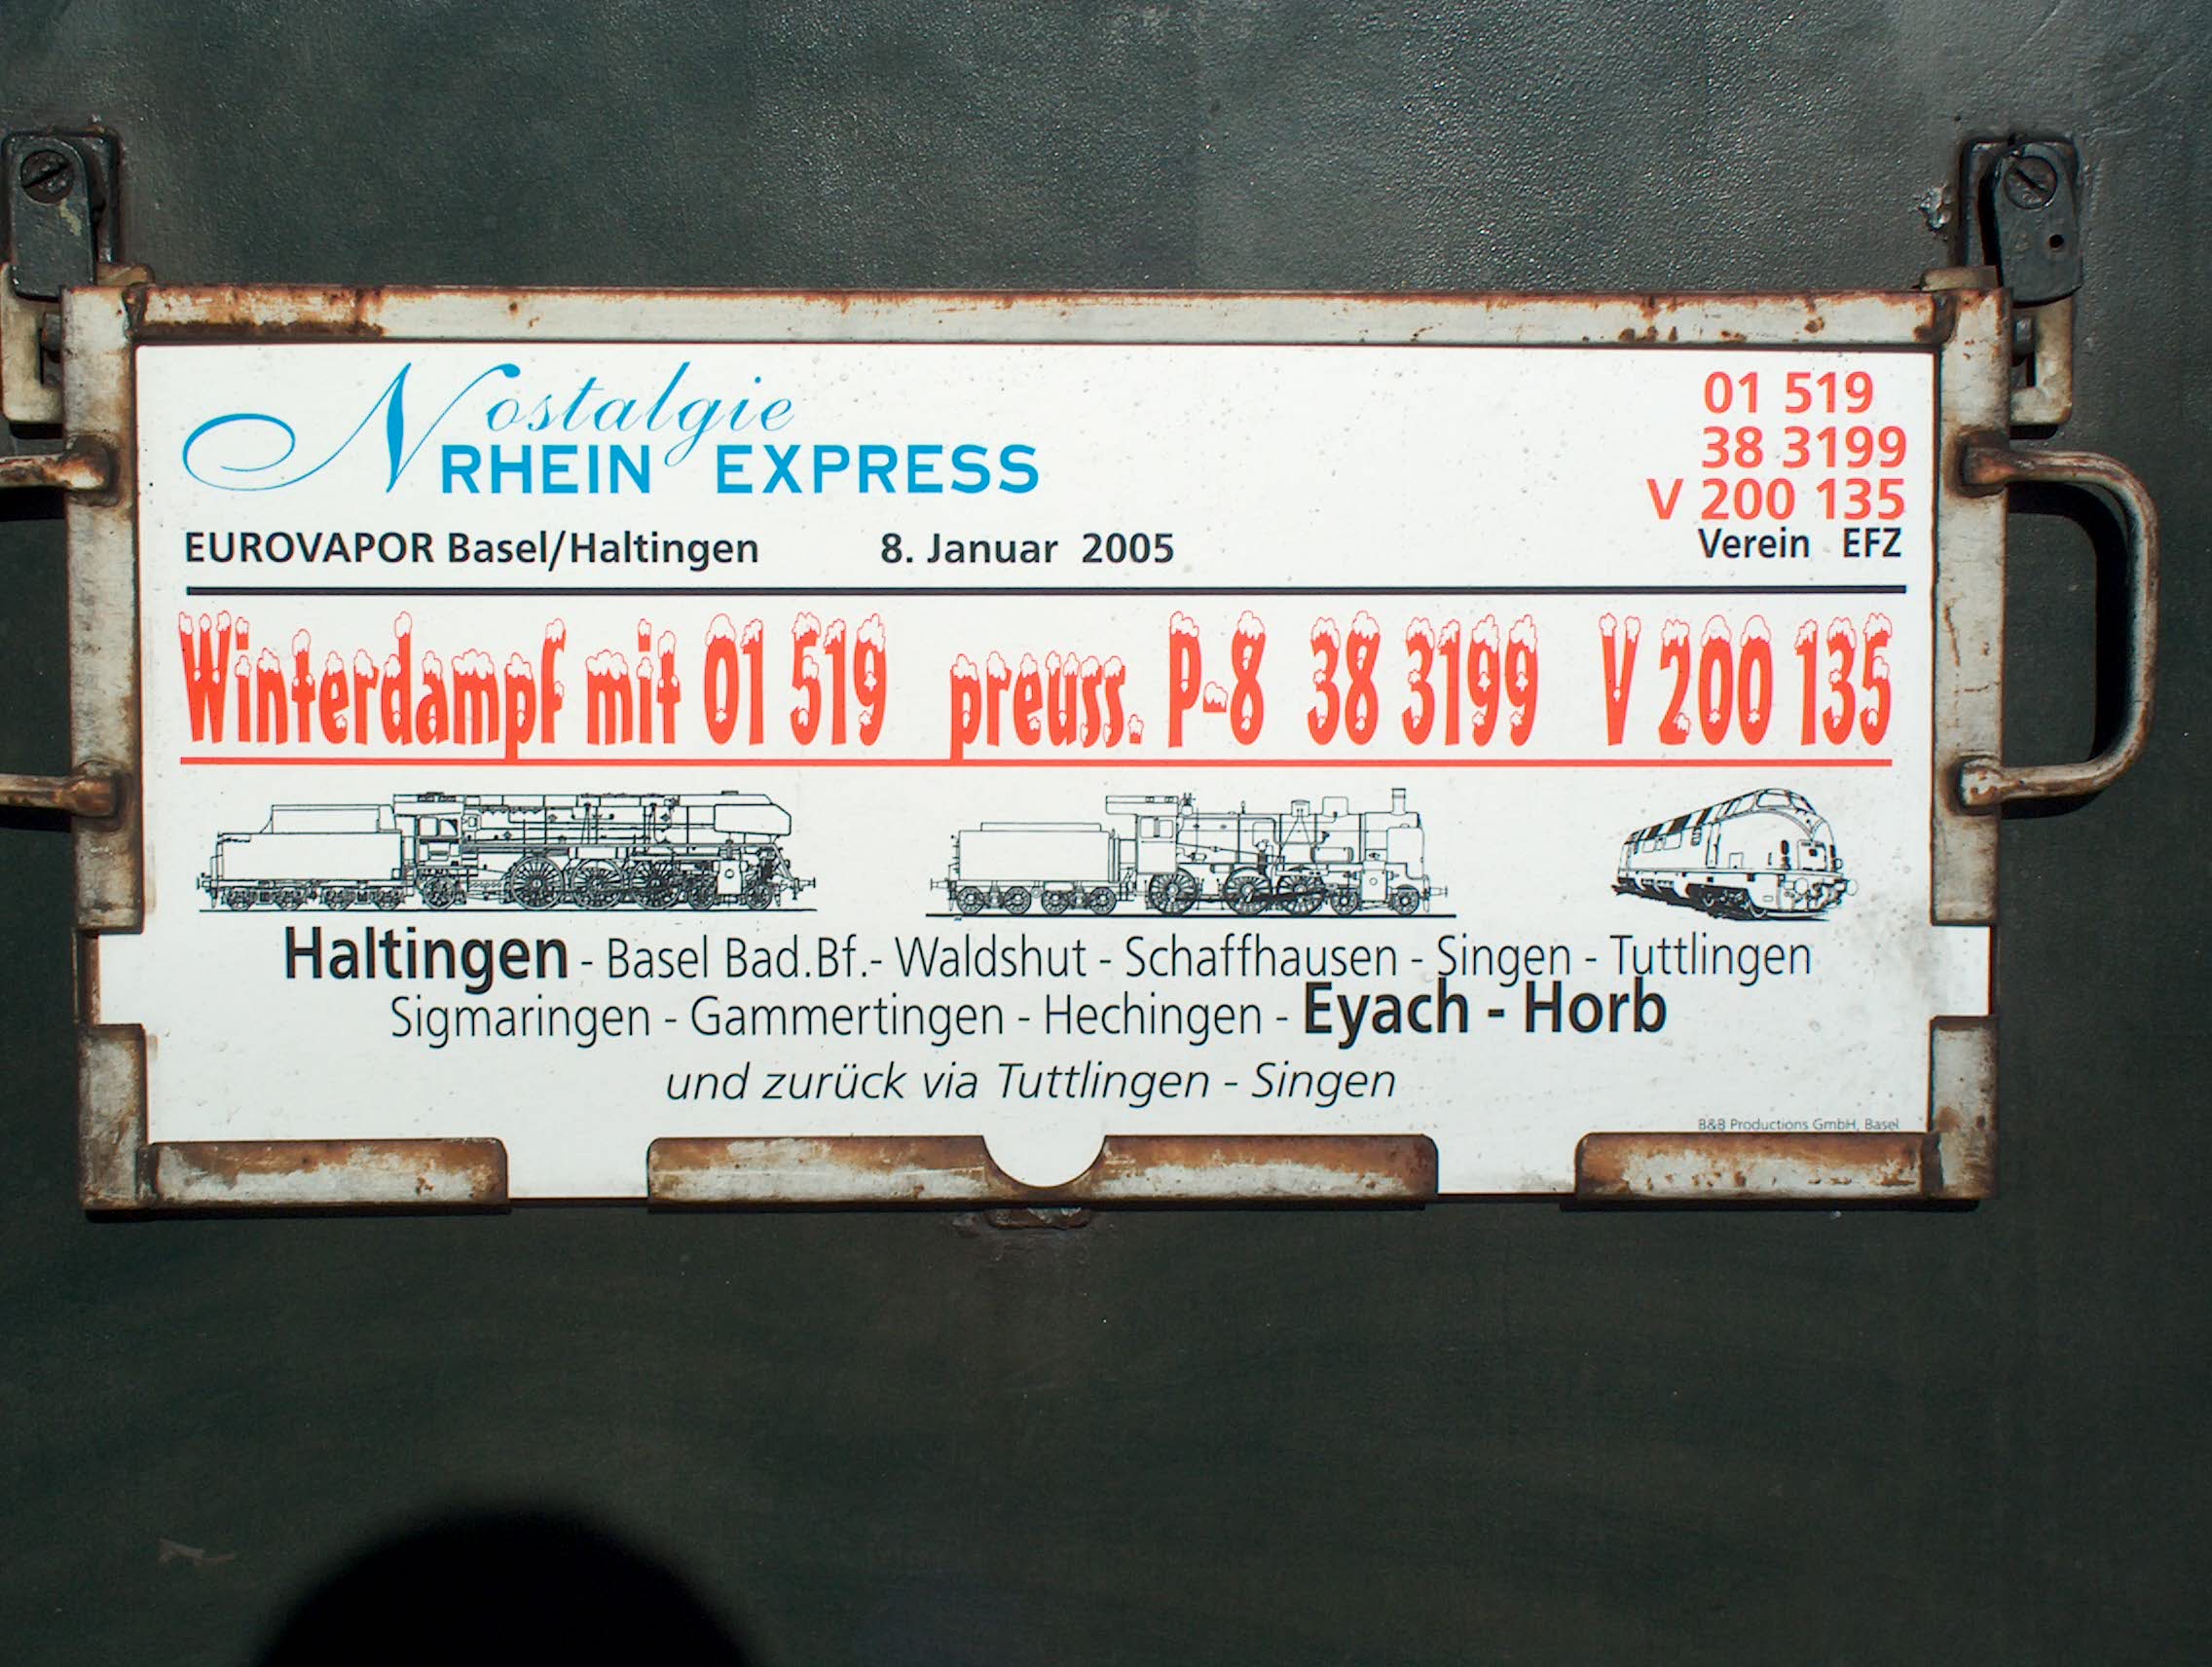 Nostalgie
RHEIN EXPRESS
01 519
38 3199
V 200 135
Verein EFZ
EUROVAPOR Basel/Haltingen 8. Januar 2005
Winterdampf mit 01 519 preuss. P-8 38 3199 V 200 135
Haltingen - Basel Bad.Bf.- Waldshut - Schaffhausen - Singen - Tuttlingen
Sigmaringen - Gammertingen - Hechingen - Eyach - Horb
und zurück via Tuttlingen - Singen
B&B Productions GmbH, Basel